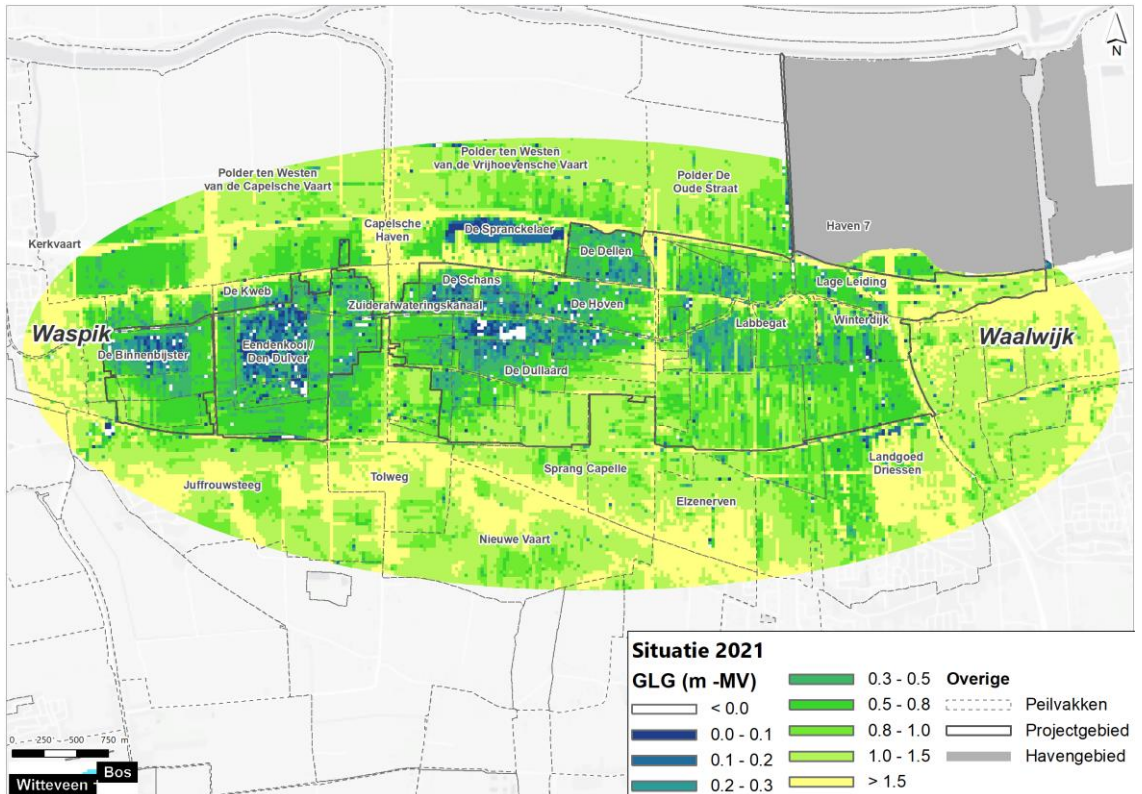 N
Polder ten Westen
van de Vrijhoevensche Vaart
Polder ten Westen
van de Capelsche Vaart
Polder De
Oude Straat
Kerkvaart
Capelsche
Haven
De Spranckelaer
Haven 7
De Dellen
De Schans
Lage Leiding
De Kweb
Zuiderafwateringskanaal
De Hoven
Labbegat
Winterdijk
Waspik
Waalwijk
De Binnenbijster
Eendenkooi /
Den Dulver
De Dullaard
Landgoed
Driessen
Sprang Capelle
Tolweg
Juffrouwsteeg
Elzenerven
Nieuwe Vaart
Situatie 2021
GLG (m -MV)
< 0.0
0.0 - 0.1
0.1 - 0.2
0.2 - 0.3
0.3 - 0.5
0.5 - 0.8
0.8 - 1.0
1.0 - 1.5
> 1.5
Overige
Peilvakken
Projectgebied
Havengebied
0 250 500 750 m
Witteveen + Bos